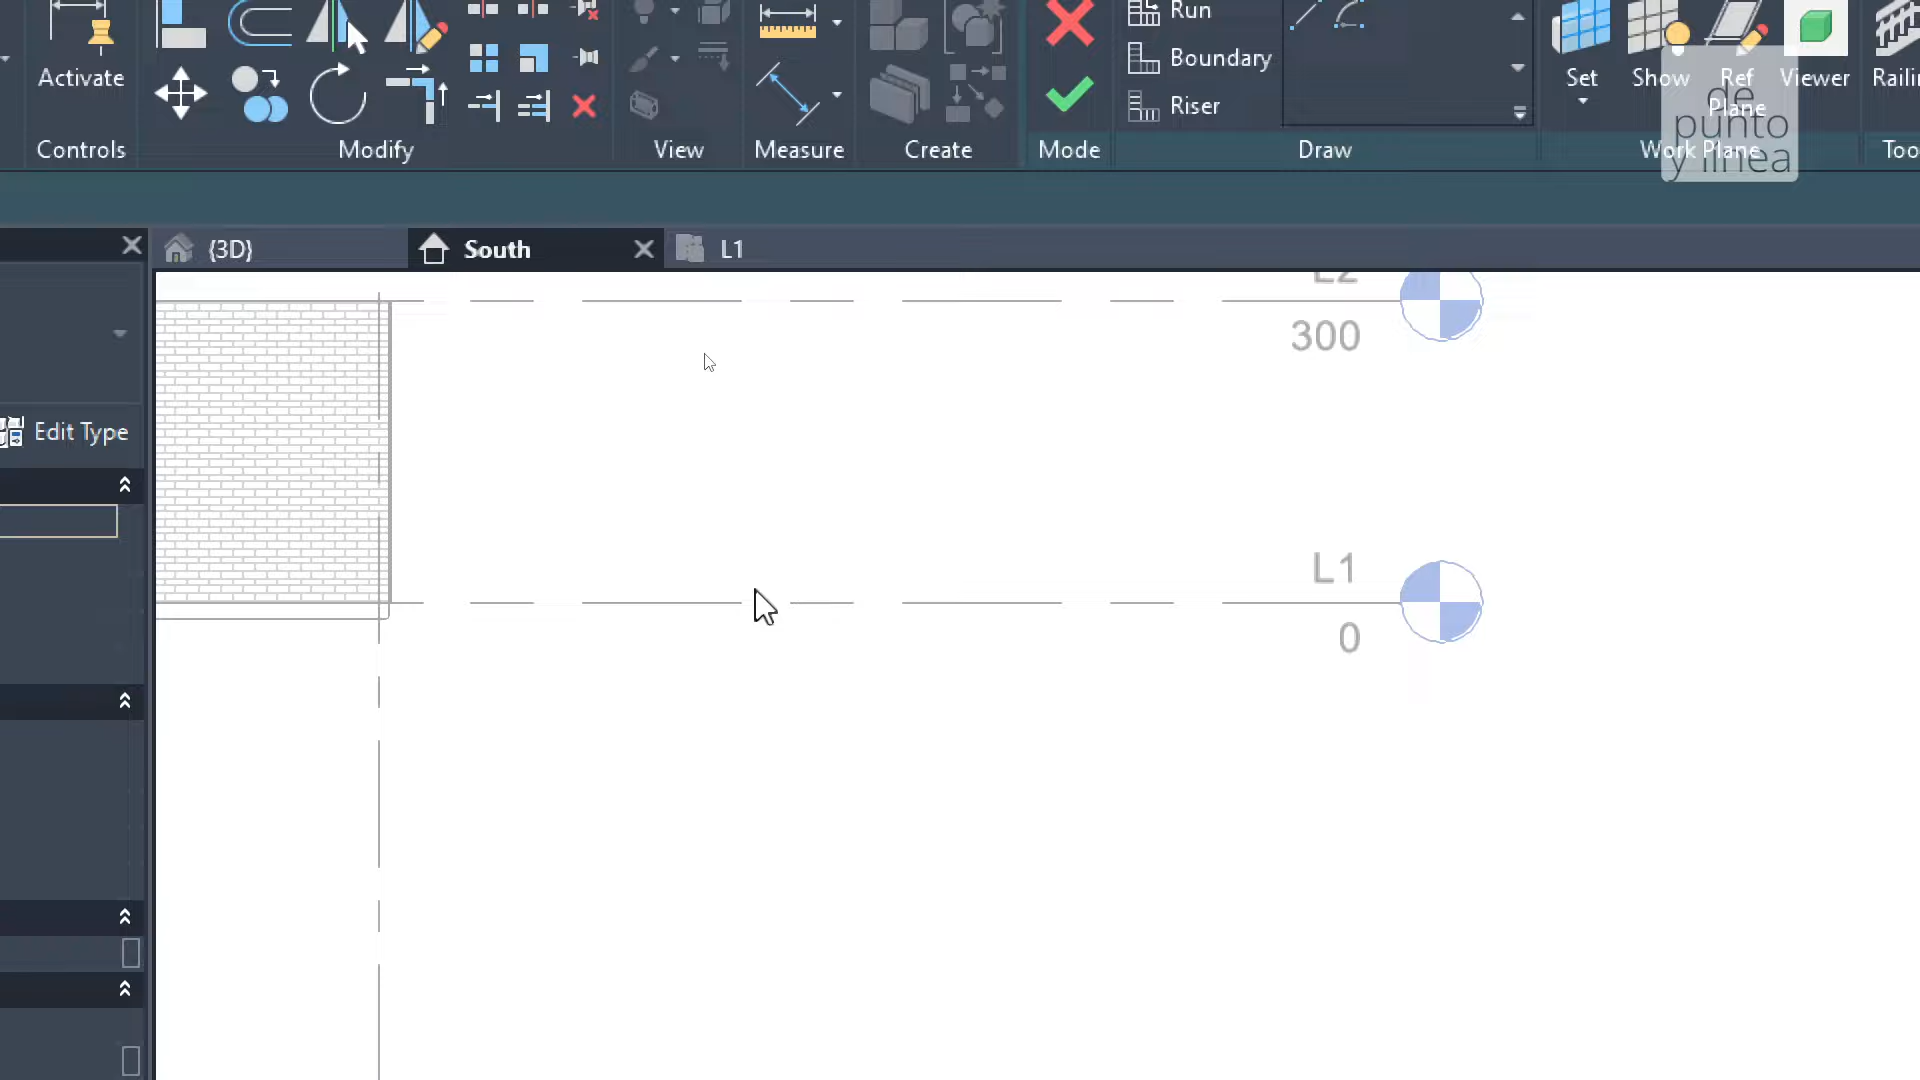 Activate
Controls
Modify
View
Measure
Create
Mode
Run
Boundary
Riser
Draw
Set
Show
Ref
Plane
Viewer
Work Plane
de
punto
y línea
{3D}
South
L1
Edit Type
L2
300
L1
0